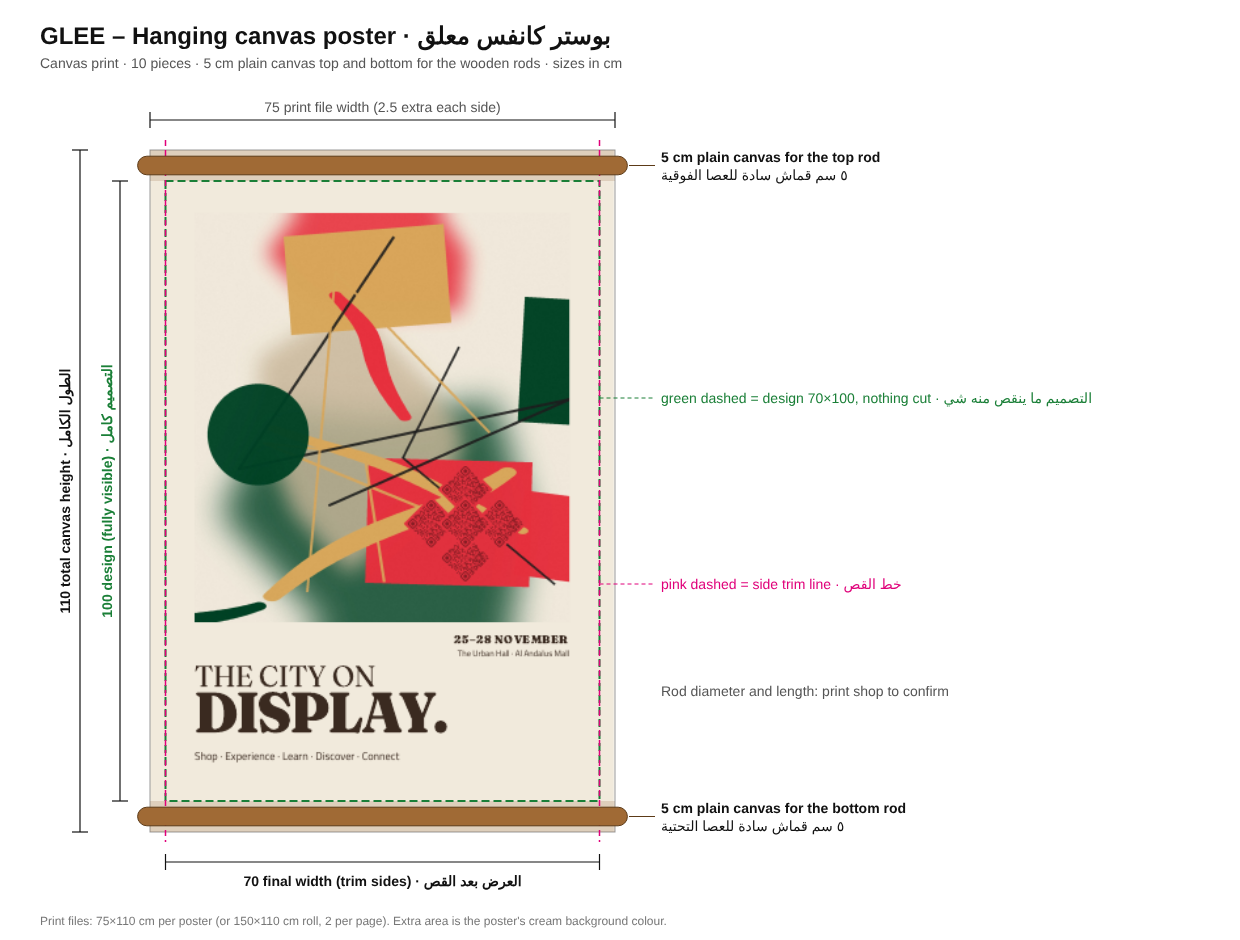 GLEE – Hanging canvas poster · بوستر كانفس معلق
Canvas print · 10 pieces · 5 cm plain canvas top and bottom for the wooden rods · sizes in cm
75 print file width (2.5 extra each side)
5 cm plain canvas for the top rod
٥ سم قماش سادة للعصا الفوقية
110 total canvas height · الطول الكامل
100 design (fully visible) · التصميم كامل
green dashed = design 70×100, nothing cut · التصميم ما ينقص منه شي
pink dashed = side trim line · خط القص
25–28 NOVEMBER
The Urban Hall · Al Andalus Mall
THE CITY ON
DISPLAY.
Shop · Experience · Learn · Discover · Connect
Rod diameter and length: print shop to confirm
5 cm plain canvas for the bottom rod
٥ سم قماش سادة للعصا التحتية
70 final width (trim sides) · العرض بعد القص
Print files: 75×110 cm per poster (or 150×110 cm roll, 2 per page). Extra area is the poster's cream background colour.